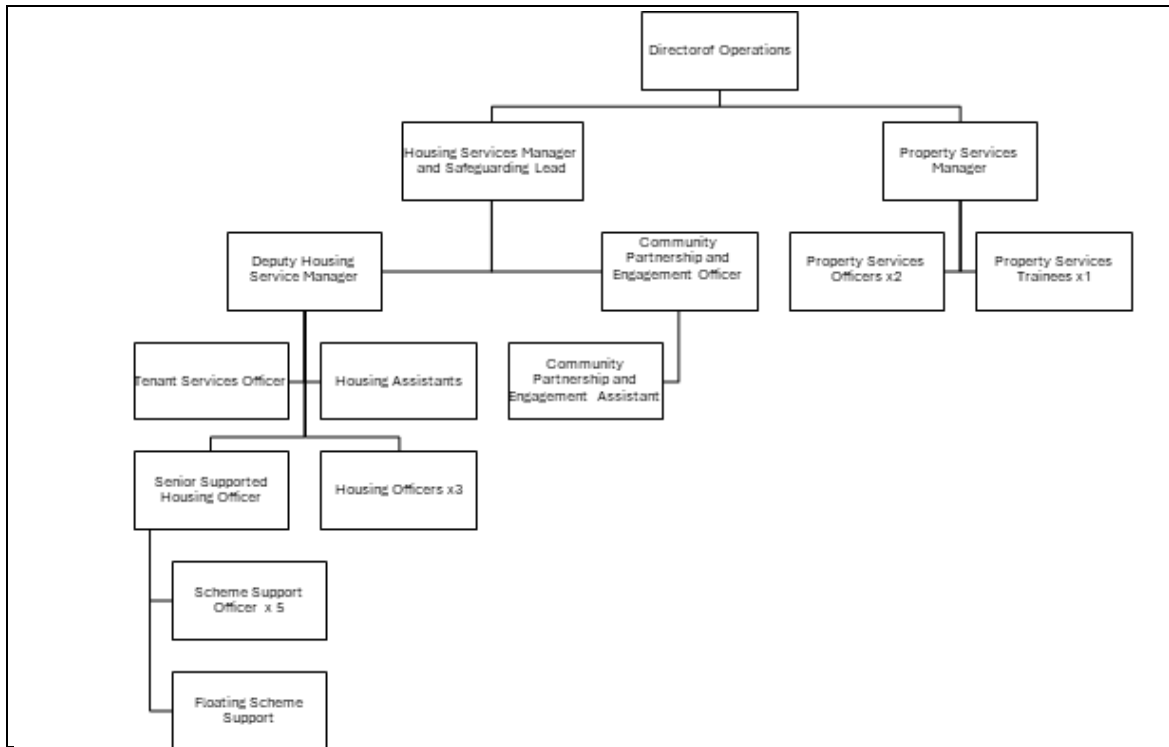 Directorof Operations
Housing Services Manager
and Safeguarding Lead
Property Services
Manager
Deputy Housing
Service Manager
Community
Partnership and
Engagement Officer
Property Services
Officers x2
Property Services
Trainees x1
Tenant Services Officer
Housing Assistants
Community
Partnership and
Engagement Assistant
Senior Supported
Housing Officer
Housing Officers x3
Scheme Support
Officer x 5
Floating Scheme
Support